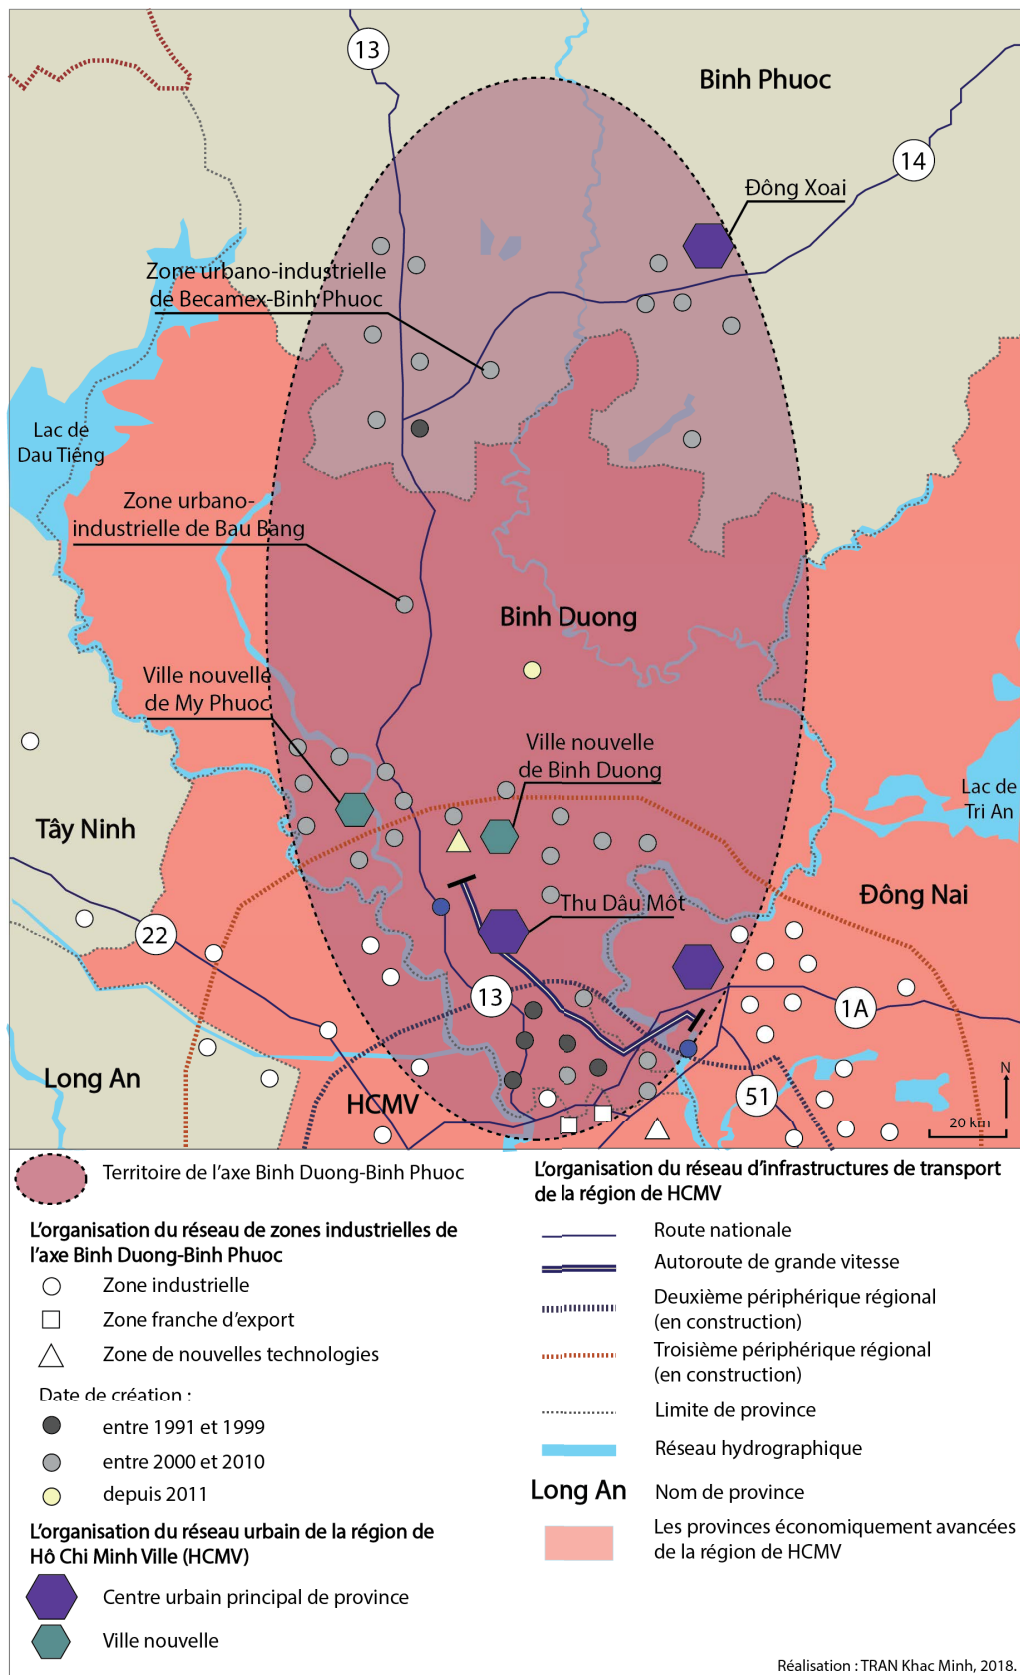 13
Binh Phuoc
14
Đông Xoai
Zone urbano-industrielle
de Becamex-Binh Phuoc
Lac de
Dau Tiêng
Zone urbano-
industrielle de Bau Bang
Binh Duong
Ville nouvelle
de My Phuoc
Ville nouvelle
de Binh Duong
Lac de
Tri An
Tây Ninh
Đông Nai
Thu Dâu Môt
22
13
1A
Long An
HCMV
51
N
20 km
Territoire de l'axe Binh Duong-Binh Phuoc
L'organisation du réseau de zones industrielles de
l'axe Binh Duong-Binh Phuoc
Zone industrielle
Zone franche d'export
Zone de nouvelles technologies
Date de création :
entre 1991 et 1999
entre 2000 et 2010
depuis 2011
L'organisation du réseau urbain de la région de
Hô Chi Minh Ville (HCMV)
Centre urbain principal de province
Ville nouvelle
L'organisation du réseau d'infrastructures de transport
de la région de HCMV
Route nationale
Autoroute de grande vitesse
Deuxième périphérique régional
(en construction)
Troisième périphérique régional
(en construction)
Limite de province
Réseau hydrographique
Long An
Nom de province
Les provinces économiquement avancées
de la région de HCMV
Réalisation : TRAN Khac Minh, 2018.